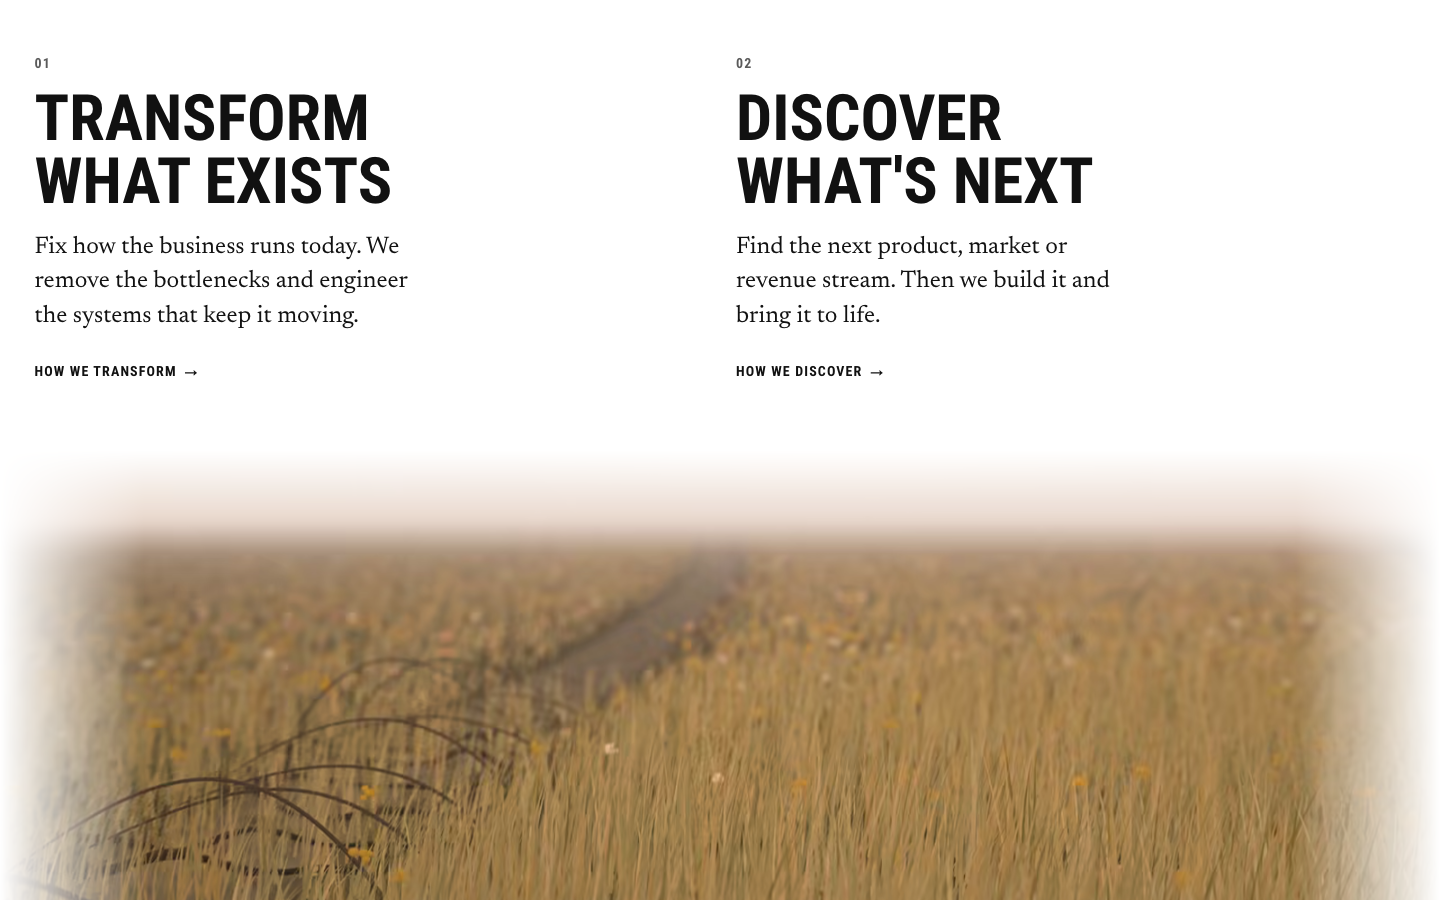 01
TRANSFORM
WHAT EXISTS
Fix how the business runs today. We
remove the bottlenecks and engineer
the systems that keep it moving.
HOW WE TRANSFORM →
02
DISCOVER
WHAT'S NEXT
Find the next product, market or
revenue stream. Then we build it and
bring it to life.
HOW WE DISCOVER →